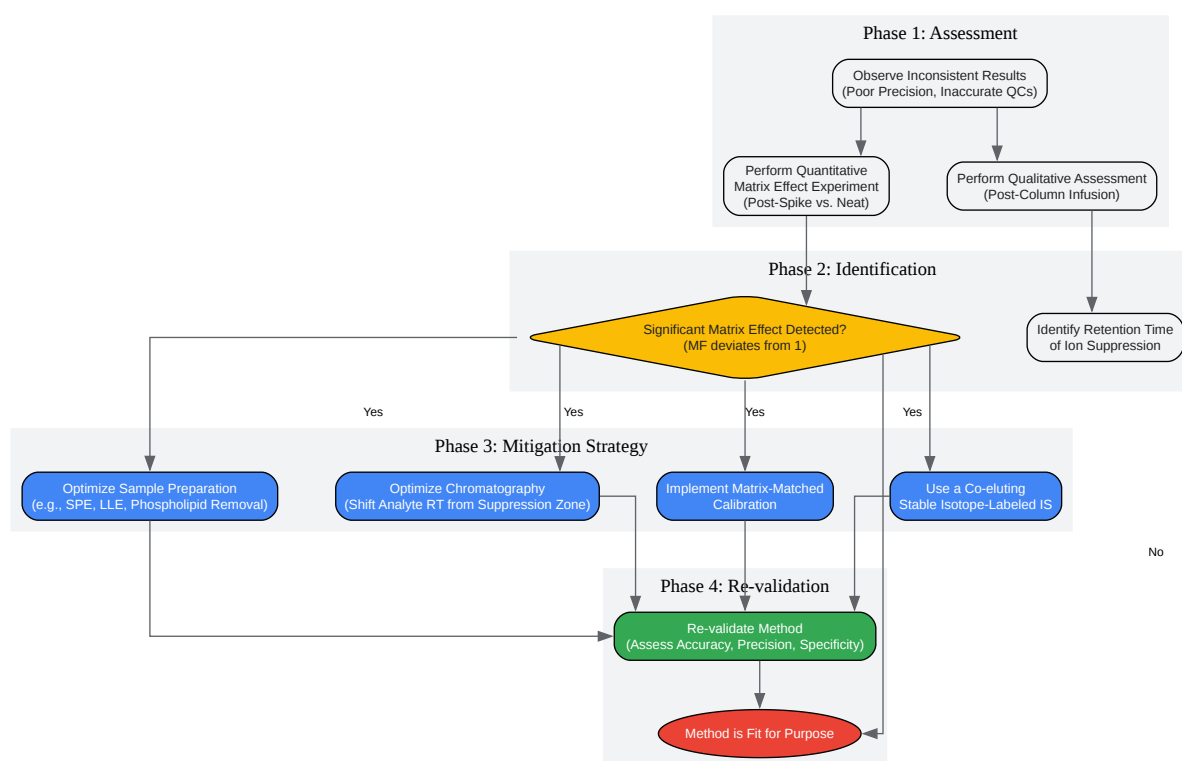 Phase 1: Assessment
Observe Inconsistent Results
(Poor Precision, Inaccurate QCs)
Perform Quantitative
Matrix Effect Experiment
(Post-Spike vs. Neat)
Perform Qualitative Assessment
(Post-Column Infusion)
Phase 2: Identification
Significant Matrix Effect Detected?
(MF deviates from 1)
Identify Retention Time
of Ion Suppression
Yes
Yes
Yes
Yes
Phase 3: Mitigation Strategy
Optimize Sample Preparation
(e.g., SPE, LLE, Phospholipid Removal)
Optimize Chromatography
(Shift Analyte RT from Suppression Zone)
Implement Matrix-Matched
Calibration
Use a Co-eluting
Stable Isotope-Labeled IS
No
Phase 4: Re-validation
Re-validate Method
(Assess Accuracy, Precision, Specificity)
Method is Fit for Purpose